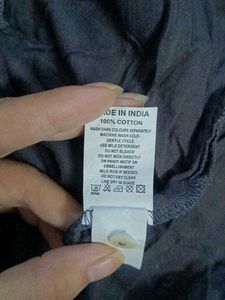 MADE IN INDIA
100% COTTON
WASH DARK COLOURS SEPARATELY
MACHINE WASH COLD
GENTLE CYCLE
USE MILD DETERGENT
DO NOT BLEACH
DO NOT IRON DIRECTLY
ON PRINT/ MOTIF OR
EMBELLISHMENT
MILD IRON IF NEEDED
DO NOT DRY CLEAR
LINE DRY IN SHADE